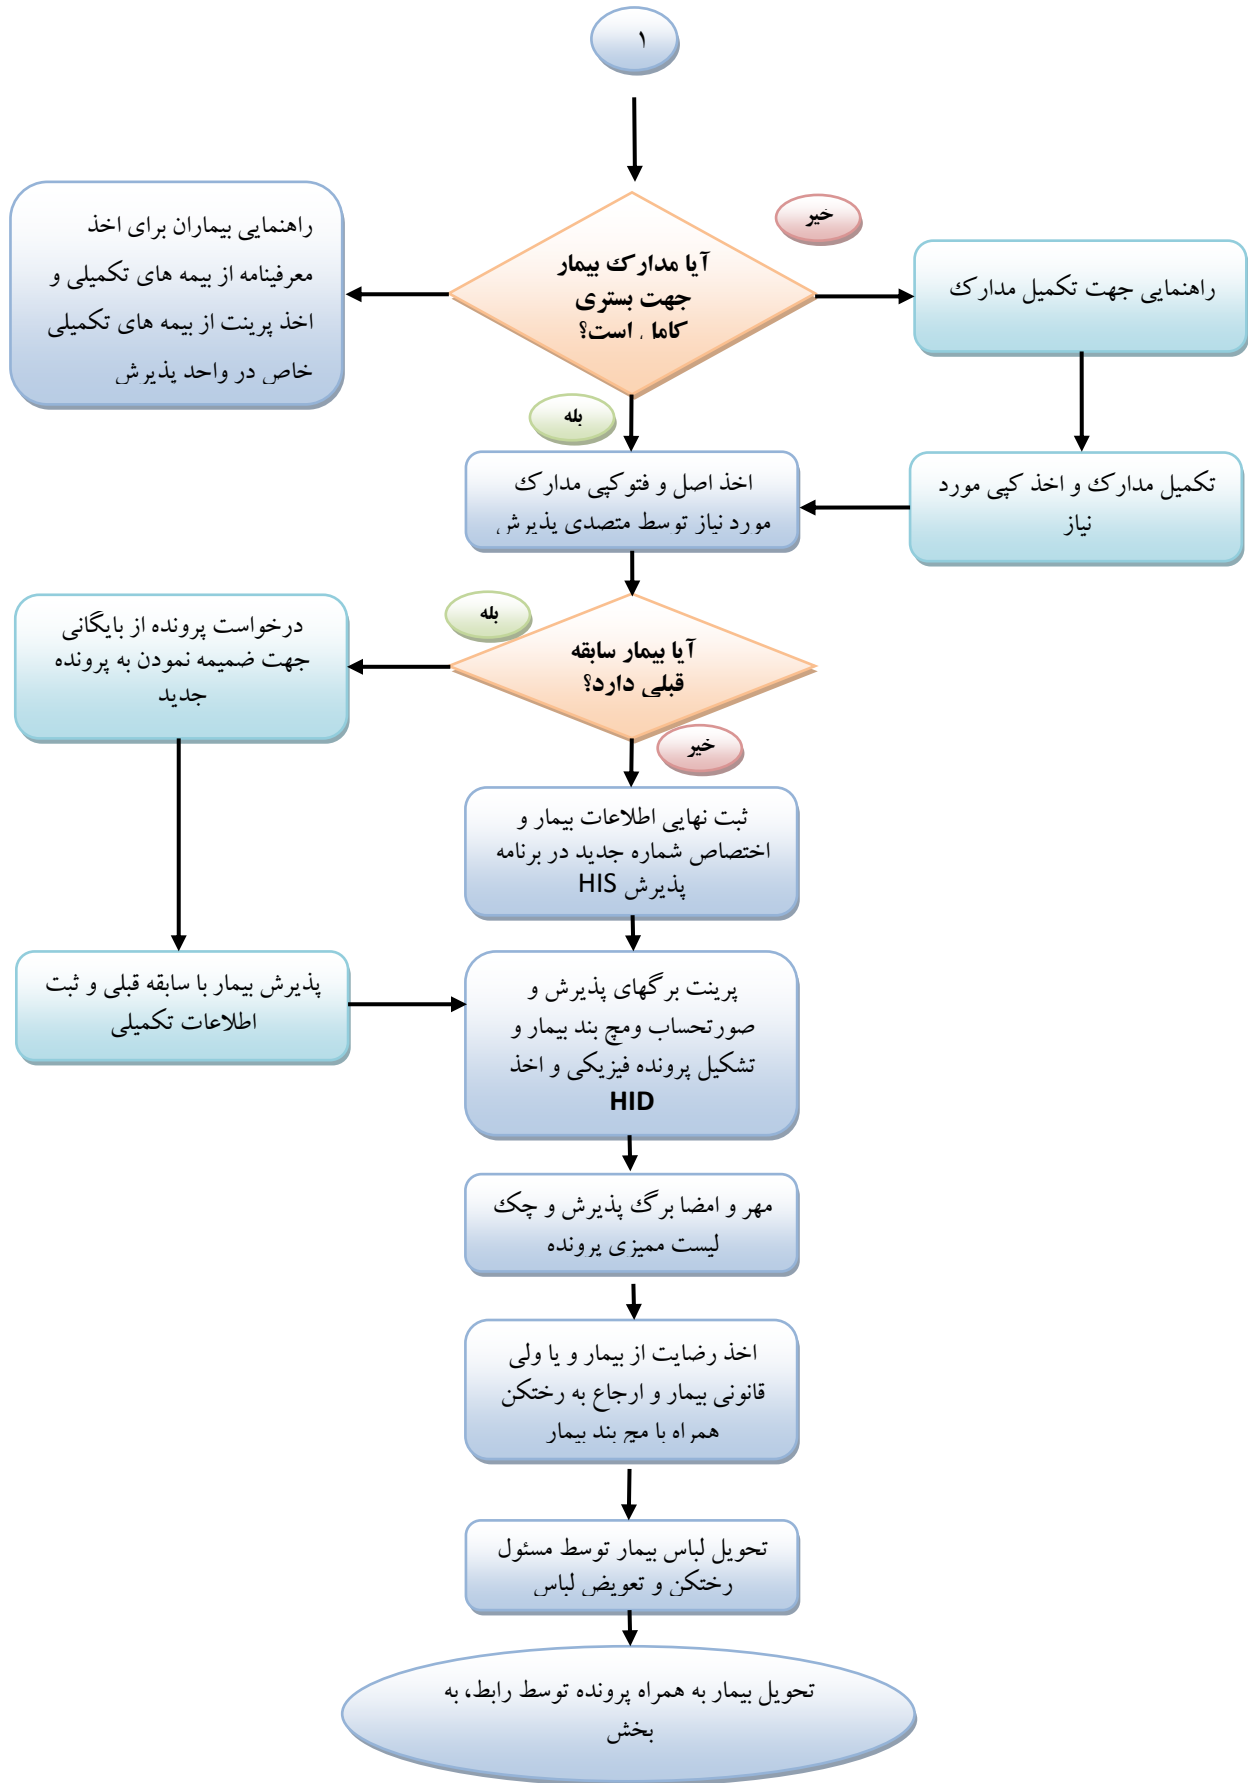 ۱
خیر
راهنمایی بیماران برای اخذ
معرفینامه از بیمه های تکمیلی و
اخذ پرینت از بیمه های تکمیلی
خاص در واحد پذیرش
آیا مدارک بیمار
جهت بستری
کامل است؟
راهنمایی جهت تکمیل مدارک
بله
اخذ اصل و فتوکپی مدارک
مورد نیاز توسط متصدی پذیرش
تکمیل مدارک و اخذ کپی مورد
نیاز
بله
درخواست پرونده از بایگانی
جهت ضمیمه نمودن به پرونده
جدید
آیا بیمار سابقه
قبلی دارد؟
خیر
ثبت نهایی اطلاعات بیمار و
اختصاص شماره جدید در برنامه
پذیرش HIS
پذیرش بیمار با سابقه قبلی و ثبت
اطلاعات تکمیلی
پرینت برگهای پذیرش و
صورتحساب ومچ بند بیمار و
تشکیل پرونده فیزیکی و اخذ
HID
مهر و امضا برگ پذیرش و چک
لیست ممیزی پرونده
اخذ رضایت از بیمار و یا ولی
قانونی بیمار و ارجاع به رختکن
همراه با مچ بند بیمار
تحویل لباس بیمار توسط مسئول
رختکن و تعویض لباس
تحویل بیمار به همراه پرونده توسط رابط، به
بخش